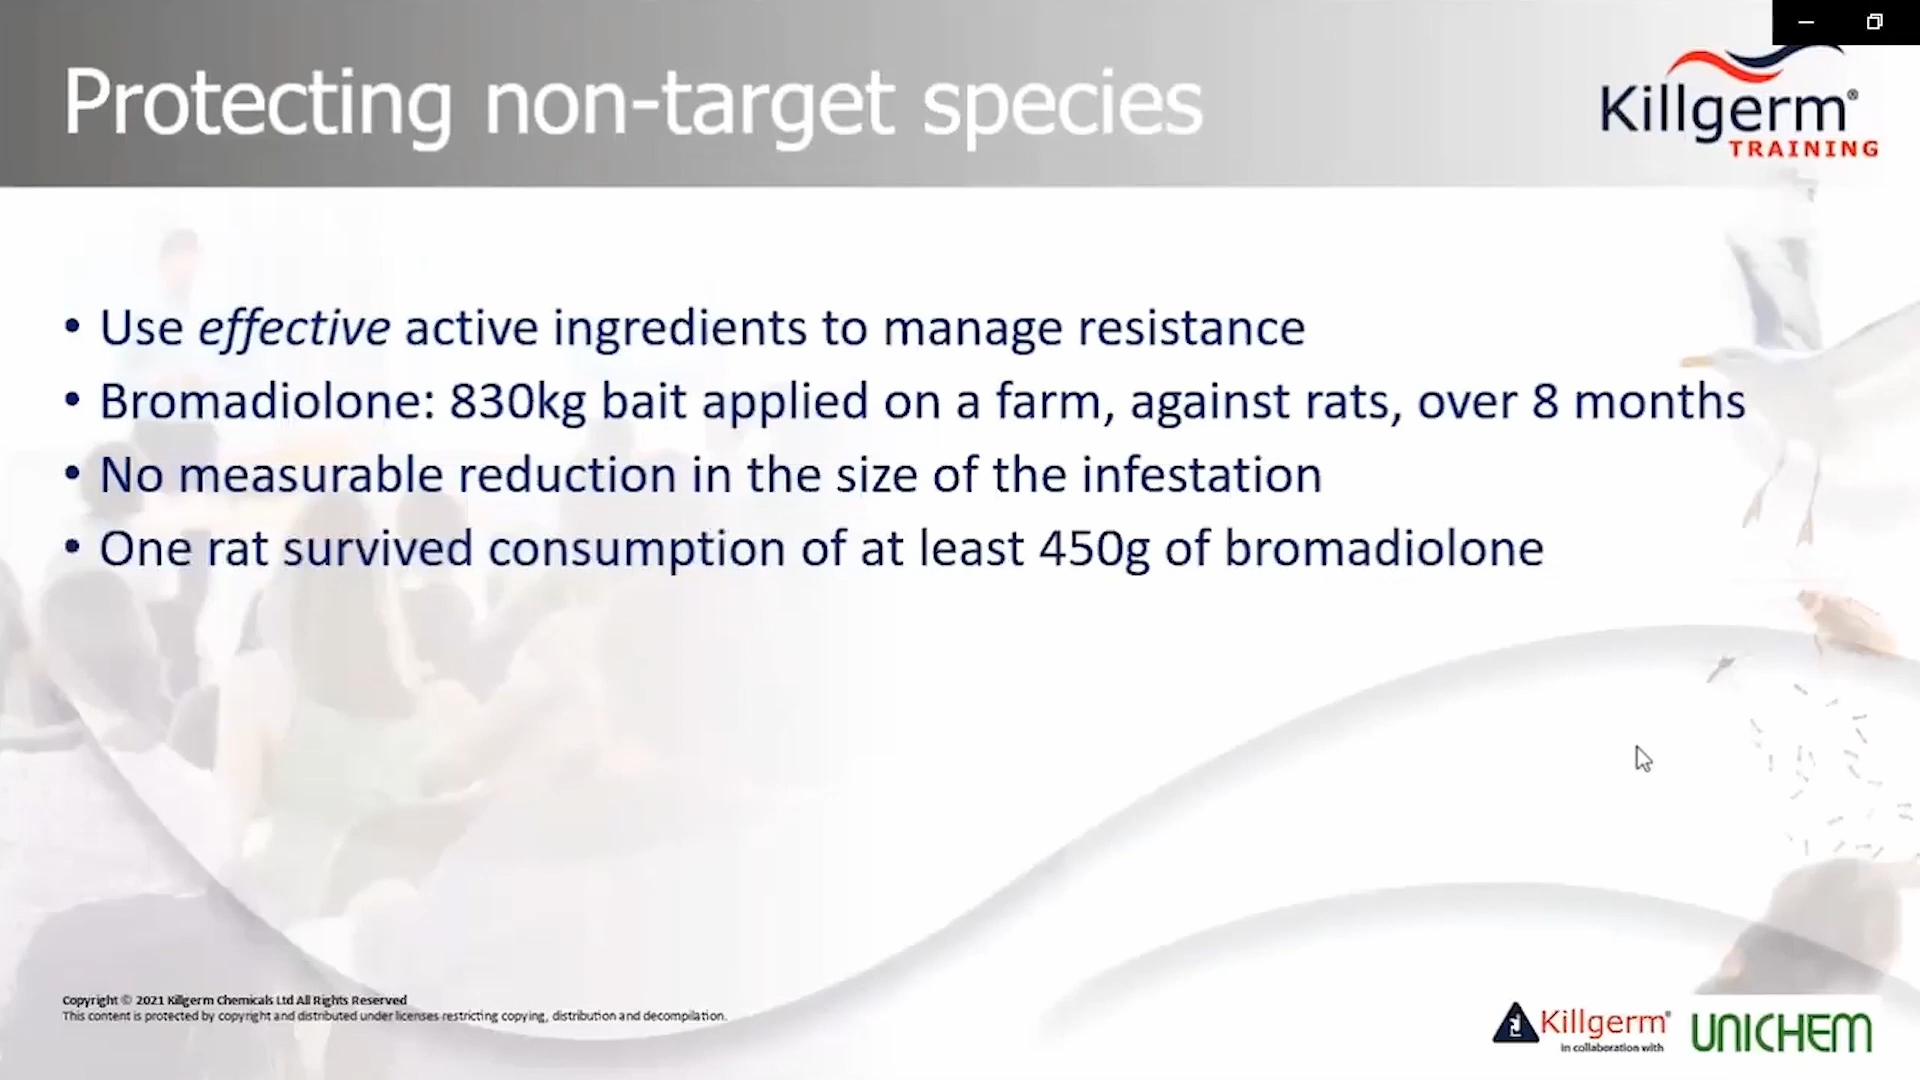 Protecting non-target species
Killgerm®
TRAINING
• Use effective active ingredients to manage resistance
• Bromadiolone: 830kg bait applied on a farm, against rats, over 8 months
• No measurable reduction in the size of the infestation
• One rat survived consumption of at least 450g of bromadiolone
Copyright © 2021 Killgerm Chemicals Ltd All Rights Reserved
This content is protected by copyright and distributed under licenses restricting copying, distribution and decompilation.
Killgerm®
in collaboration with
UNICHEM